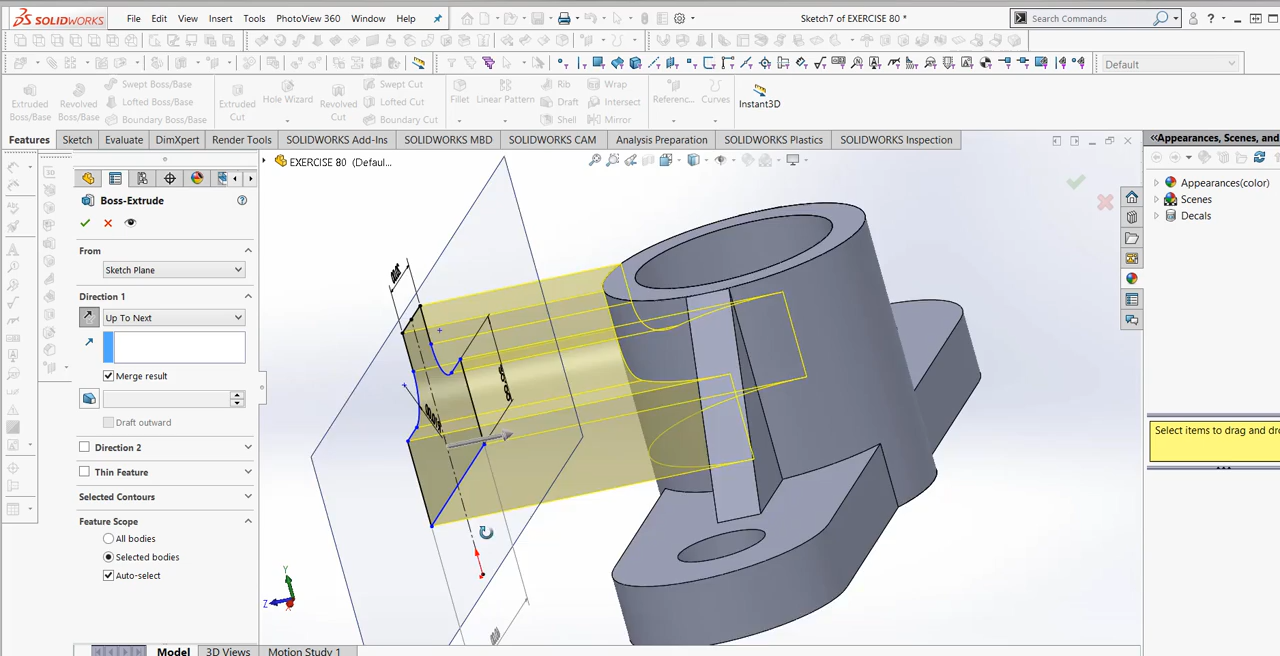 SOLIDWORKS File Edit View Insert Tools PhotoView 360 Window Help Sketch7 of EXERCISE 80 * Search Commands ?
Default
Extruded Boss/Base
Revolved Boss/Base
Swept Boss/Base
Lofted Boss/Base
Boundary Boss/Base
Extruded Cut
Hole Wizard
Revolved Cut
Swept Cut
Lofted Cut
Boundary Cut
Fillet
Linear Pattern
Rib
Draft
Shell
Wrap
Intersect
Mirror
Referenc...
Curves
Instant3D
Features Sketch Evaluate DimXpert Render Tools SOLIDWORKS Add-Ins SOLIDWORKS MBD SOLIDWORKS CAM Analysis Preparation SOLIDWORKS Plastics SOLIDWORKS Inspection
<<Appearances, Scenes, and
EXERCISE 80 (Defaul...
Boss-Extrude
From
Sketch Plane
Direction 1
Up To Next
Merge result
Draft outward
Direction 2
Thin Feature
Selected Contours
Feature Scope
All bodies
Selected bodies
Auto-select
Y
Z
X
Appearances(color)
Scenes
Decals
Select items to drag and dro
Model 3D Views Motion Study 1